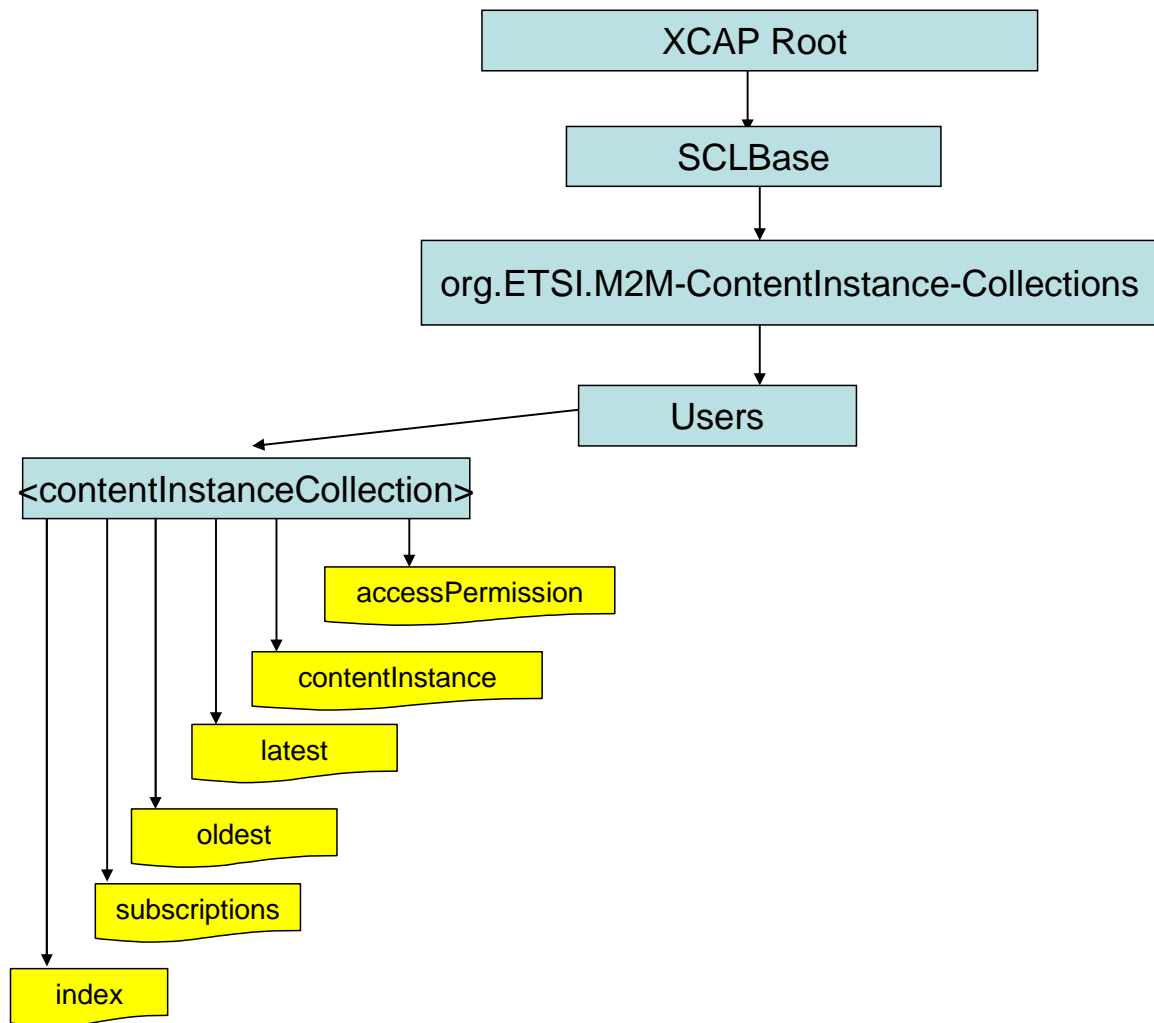 XCAP Root
SCLBase
org.ETSI.M2M-ContentInstance-Collections
Users
<contentInstanceCollection>
accessPermission
contentInstance
latest
oldest
subscriptions
index